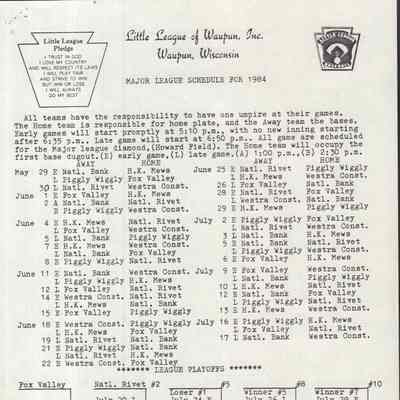 Little League
Pledge
I TRUST IN GOD
I LOVE MY COUNTRY
AND WILL RESPECT ITS LAWS
I WILL PLAY FAIR
AND STRIVE TO WIN
BUT WIN OR LOSE
I WILL ALWAYS
DO MY BEST
Little League of Waupun, Inc.
Waupun, Wisconsin
MAJOR LEAGUE SCHEDULE FOR 1984
All teams have the responsibility to have one umpire at their games.
The Home team is responsible for home plate, and the Away team the bases.
Early games will start promptly at 5:10 p.m., with no new inning starting
after 6:35 p.m.. Late game will start at 6:50 p.m.. All game are scheduled
for the Major league diamond,(Howard Field). The Home team will occupy the
first base dugout.(E) early game,(L) late game,(A) 1:00 p.m.,(B) 2:30 p.m.
AWAY HOME AWAY HOME
May 29 E Natl. Bank H.K. Mews June 25 E Natl. Rivet Piggly Wiggly
L Piggly Wiggly Fox Valley L H.K. Mews Westra Const.
30 L Natl. Rivet Westra Const. 26 L Fox Valley Natl. Bank
June 1 E Fox Valley H.K. Mews 28 E Natl. Rivet Fox Valley
2 A Natl. Bank Natl. Rivet L Westra Const. Natl. Bank
B Piggly Wiggly Westra Const. 29 E H.K. Mews Piggly Wiggly
June 4 E H.K. Mews Natl. Rivet July 2 E Piggly Wiggly Fox Valley
L Fox Valley Westra Const. L Natl. Rivet Westra Const.
5 L Natl. Bank Piggly Wiggly 3 L Natl. Bank H.K. Mews
7 E H.K. Mews Piggly Wiggly 5 E Natl. Bank Natl. Rivet
L Natl. Bank Fox Valley L Piggly Wiggly Westra Const.
8 E Piggly Wiggly Natl. Rivet 6 E Fox Valley H.K. Mews
June 11 E Natl. Bank Westra Const. July 9 E Fox Valley Westra Const.
L Piggly Wiggly H.K. Mews L Natl. Bank Piggly Wiggly
12 L Fox Valley Natl. Rivet 10 L H.K. Mews Natl. Rivet
14 E Westra Const. Natl. Rivet 12 E Natl. Bank Fox Valley
L H.K. Mews Natl. Bank L Piggly Wiggly Natl. Rivet
15 E Fox Valley Piggly Wiggly 13 E H.K. Mews Westra Const.
June 18 E Westra Const. Piggly Wiggly July 16 E Piggly Wiggly H.K. Mews
L H.K. Mews Fox Valley L Westra Const. Fox Valley
19 L Natl. Rivet Natl. Bank 17 L Natl. Rivet Natl. Bank
21 E Piggly Wiggly Natl. Bank
L Natl. Rivet H.K. Mews
22 E Westra Const. Fox Valley
******* LEAGUE PLAYOFFS *******
Fox Valley Natl. Rivet #2 #5 #8 #10
Loser #1 Winner #5 Winner #7